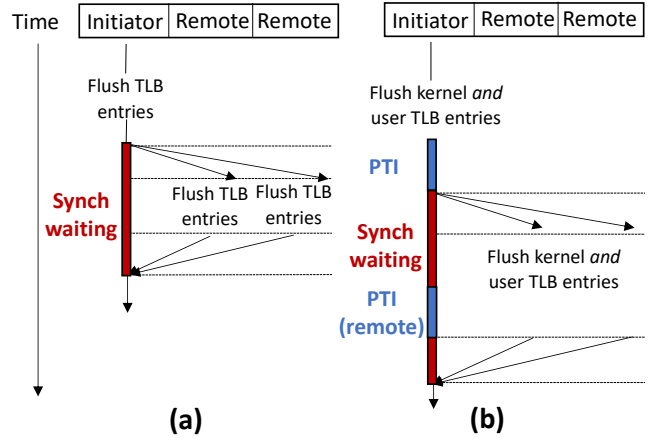 Time
Initiator Remote Remote
Flush TLB
entries
Synch
waiting
Flush TLB Flush TLB
entries entries
(a)
Initiator Remote Remote
Flush kernel and
user TLB entries
PTI
Synch
waiting
Flush kernel and
user TLB entries
PTI
(remote)
(b)